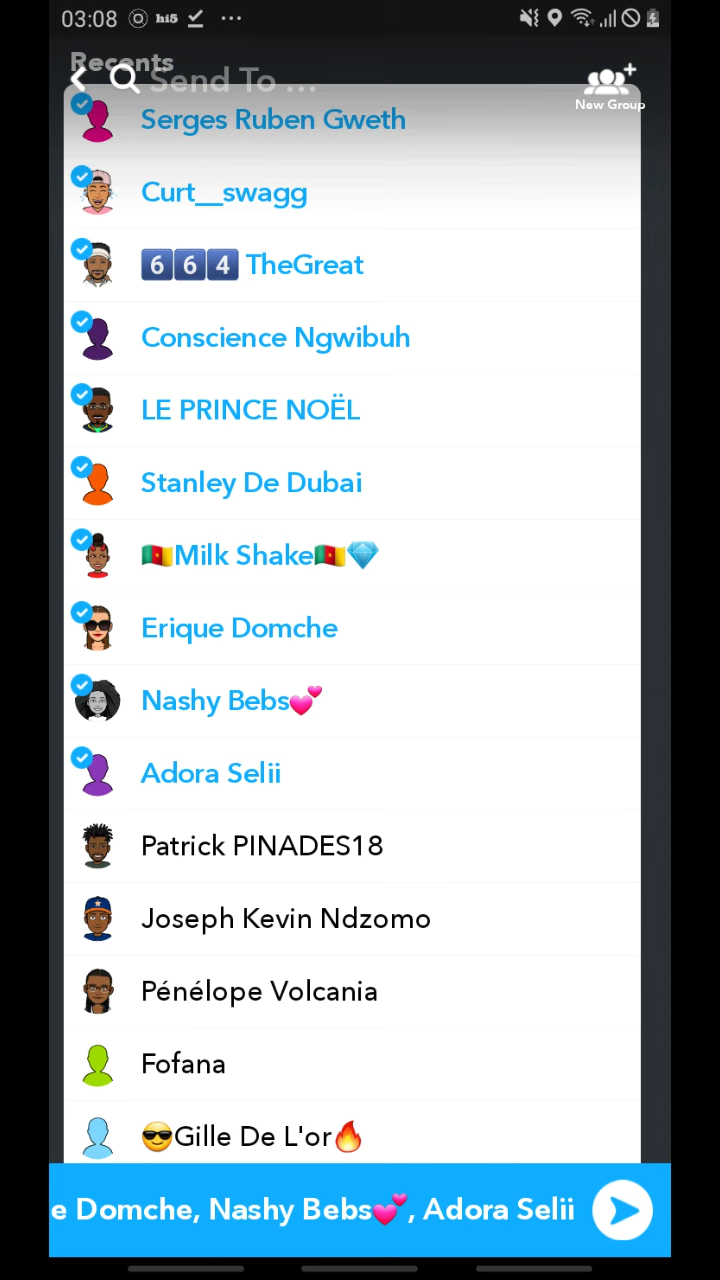 03:08 hi5 ...
Recents
Send To ...
New Group
Serges Ruben Gweth
Curt__swagg
6️⃣6️⃣4️⃣ TheGreat
Conscience Ngwibuh
LE PRINCE NOËL
Stanley De Dubai
🇨🇲Milk Shake🇨🇲💎
Erique Domche
Nashy Bebs💕
Adora Selii
Patrick PINADES18
Joseph Kevin Ndzomo
Pénélope Volcania
Fofana
😎Gille De L'or🔥
e Domche, Nashy Bebs💕, Adora Selii